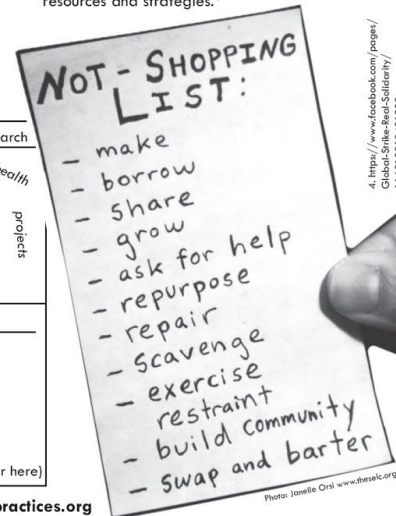 resources and strategies.
NOT - SHOPPING
LIST:
- make
- borrow
- share
- grow
- ask for help
- repurpose
- repair
- scavenge
- exercise
restraint
- build community
- swap and barter
Photo: Janelle Orsi www.theselc.org
4. https://www.facebook.com/pages/
Global-Strike-Real-Solidarity/
arch
ealth
projects
r here)
practices.org